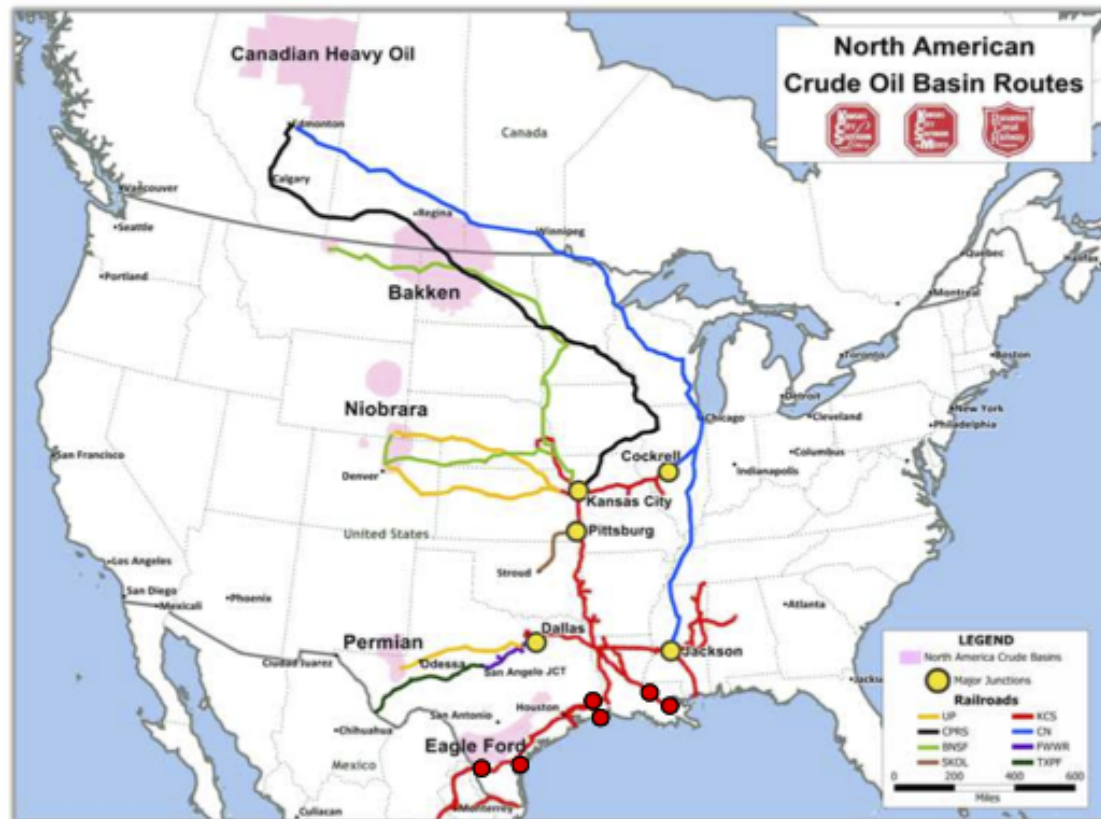 North American
Crude Oil Basin Routes
Canadian Heavy Oil
Edmonton
Canada
Calgary
Vancouver
Regina
Winnipeg
Seattle
Quebec
Halifax
Portland
Bakken
Montreal
Toronto
Boston
Niobrara
Detroit
New York
Chicago
Cleveland
Philadelphia
San Francisco
Denver
Cockrell
Columbus
Indianapolis
Kansas City
United States
Pittsburg
Stroud
Los Angeles
San Diego
Mexicali
Phoenix
Atlanta
Permian
Dallas
Jackson
Ciudad Juarez
Odessa
San Angelo JCT
Houston
San Antonio
Chihuahua
Eagle Ford
Mexico
Culiacan
Monterrey
LEGEND
North America Crude Basins
Major Junctions
Railroads
UP
KCS
CPRS
CN
BNSF
FWWR
SKOL
TXPF
0 200 400 600
Miles